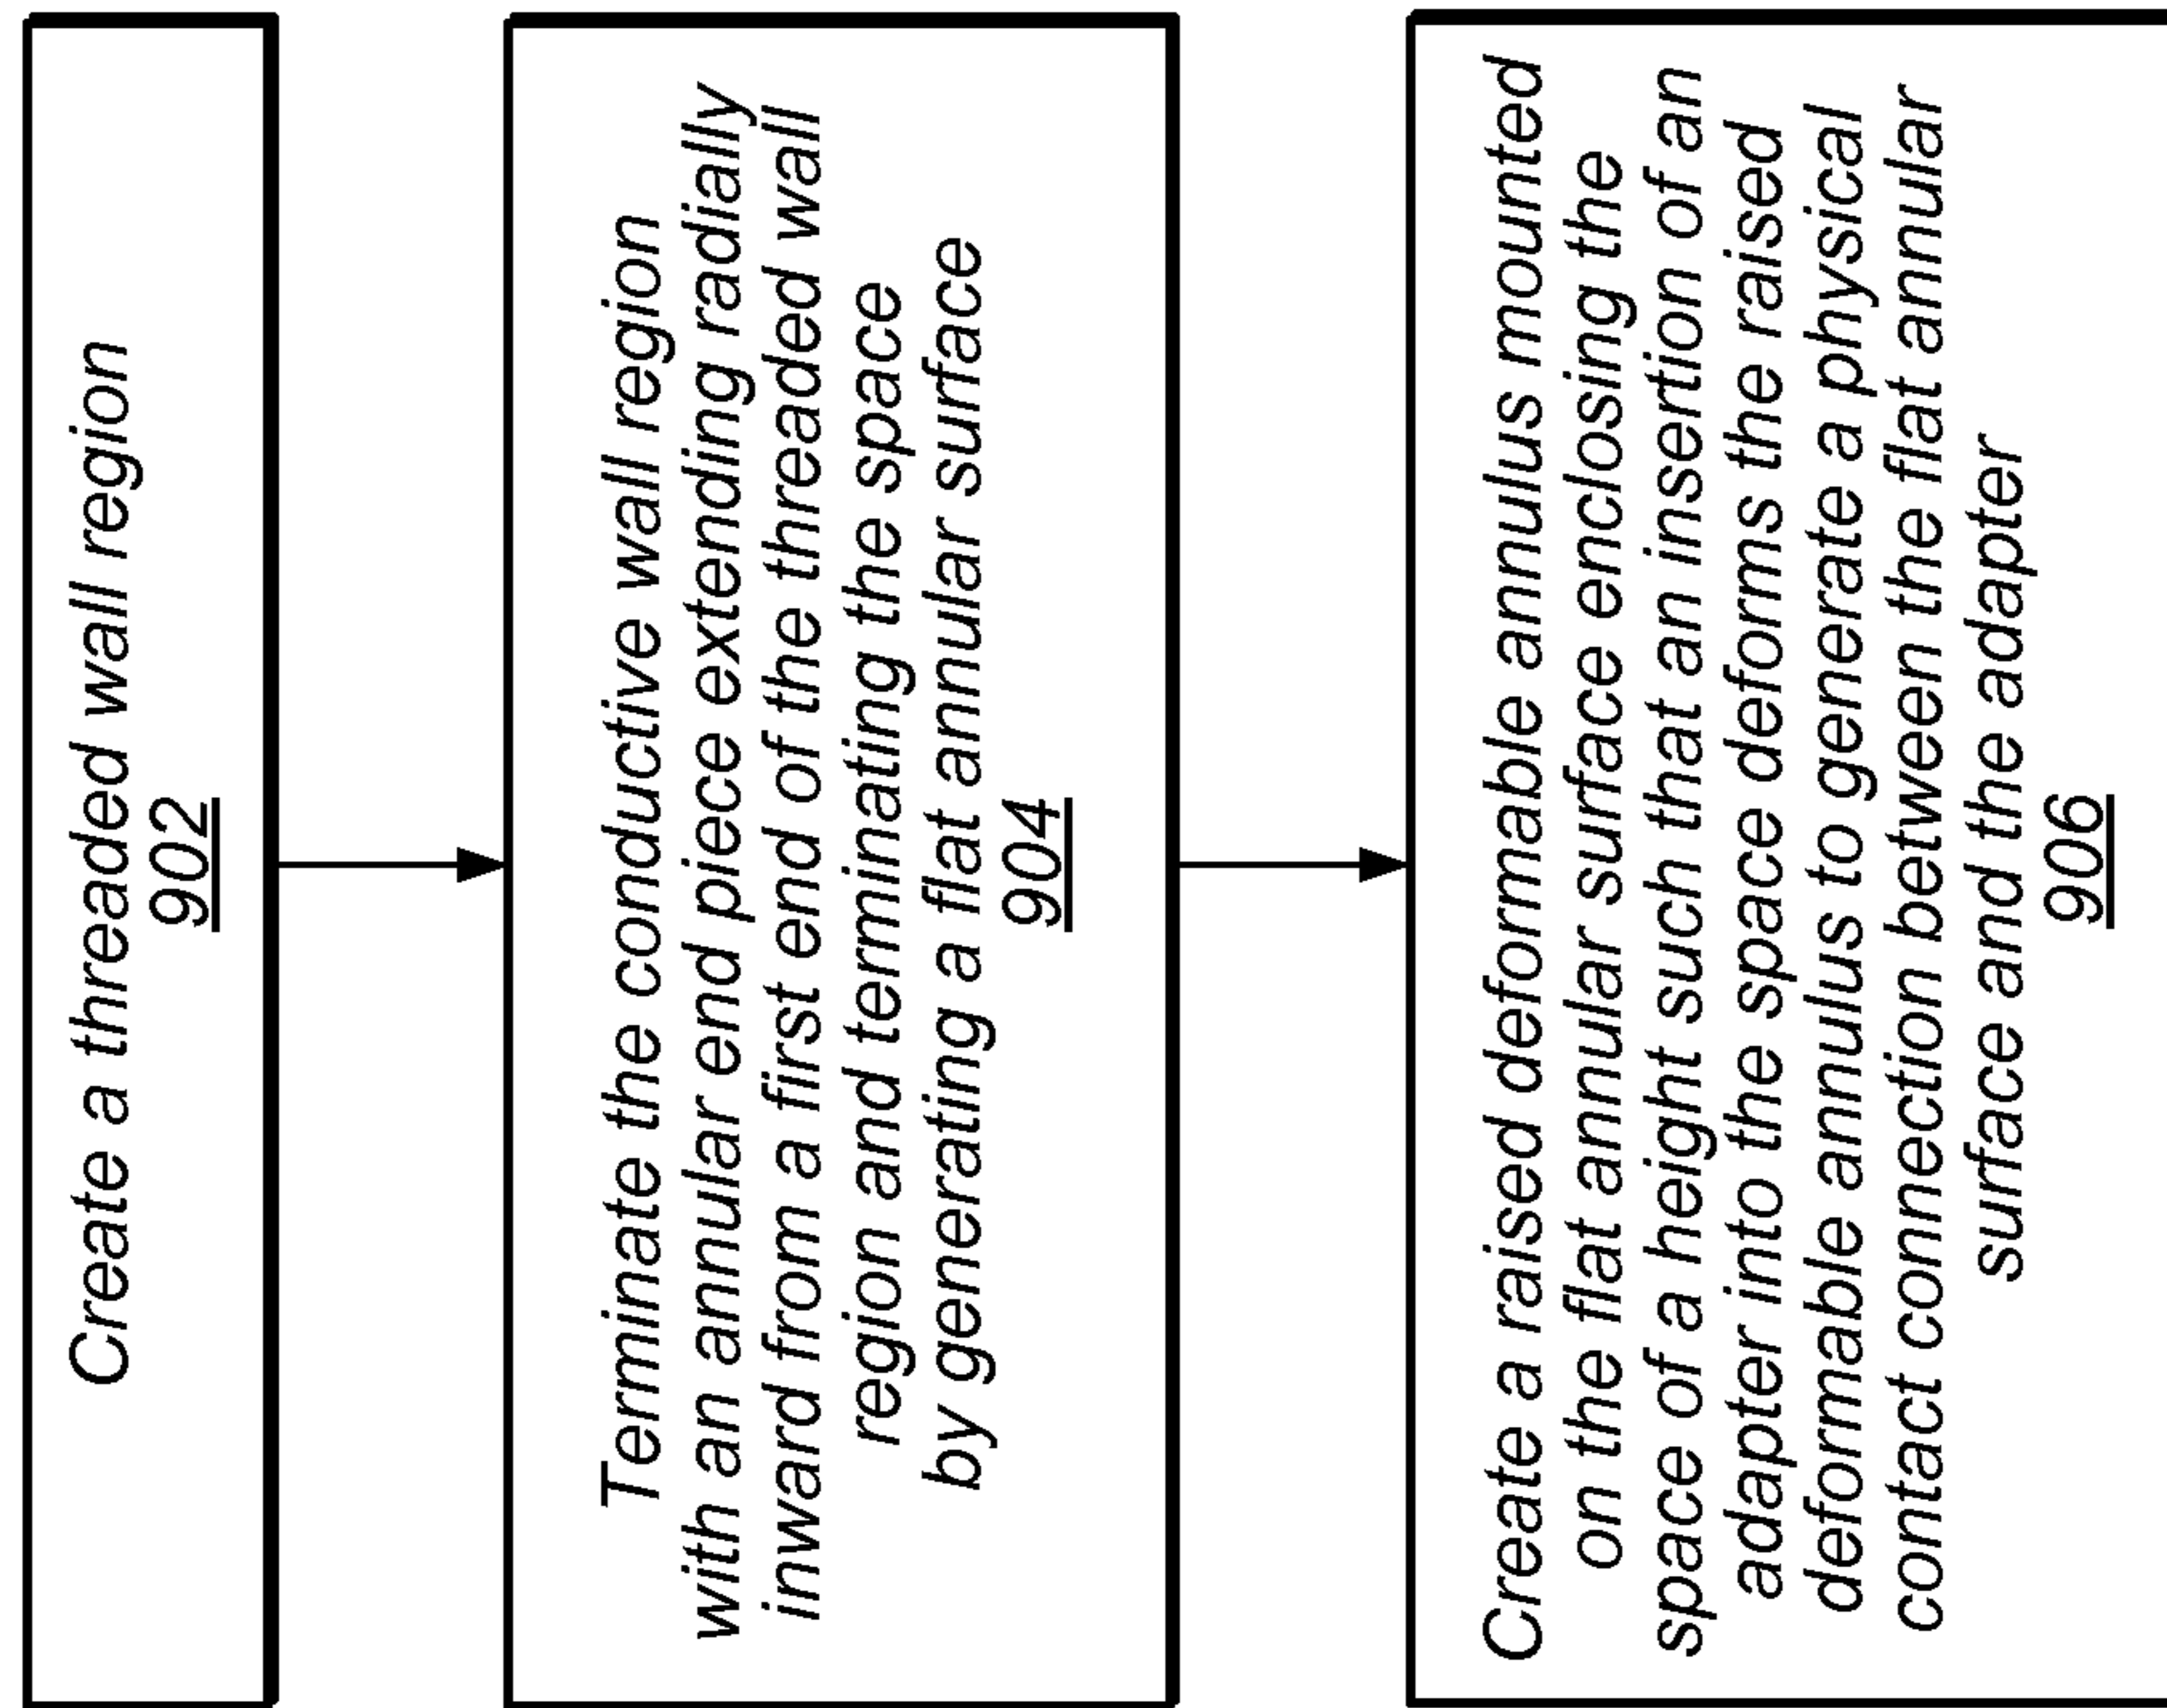 Create a threaded wall region
902
Terminate the conductive wall region
with an annular end piece extending radially
inward from a first end of the threaded wall
region and terminating the space
by generating a flat annular surface
904
Create a raised deformable annulus mounted
on the flat annular surface enclosing the
space of a height such that an insertion of an
adapter into the space deforms the raised
deformable annulus to generate a physical
contact connection between the flat annular
surface and the adapter
906